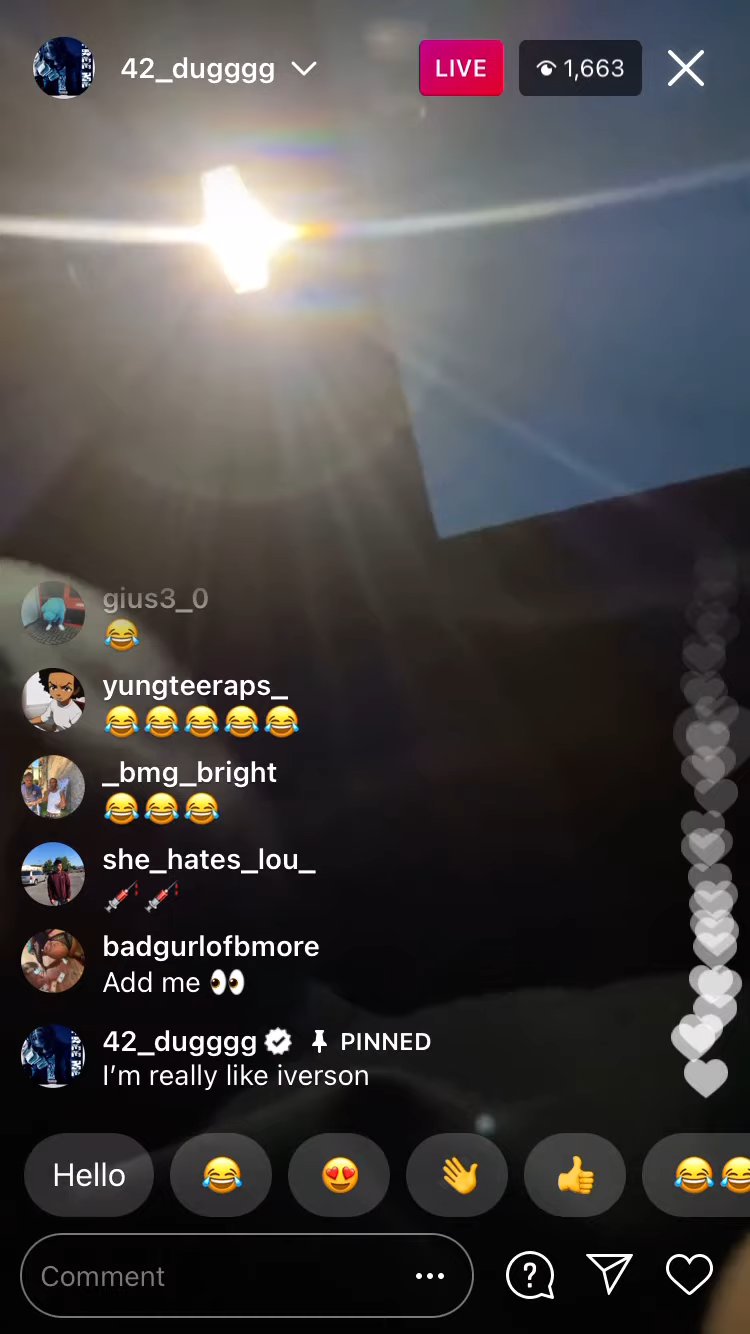 42_dugggg
LIVE
1,663
gius3_0
😂
yungteeraps_
😂😂😂😂😂
_bmg_bright
😂😂😂
she_hates_lou_
💉💉
badgurlofbmore
Add me 👀
42_dugggg PINNED
I’m really like iverson
Hello 😂 😍 👋 👍 😂😂
Comment